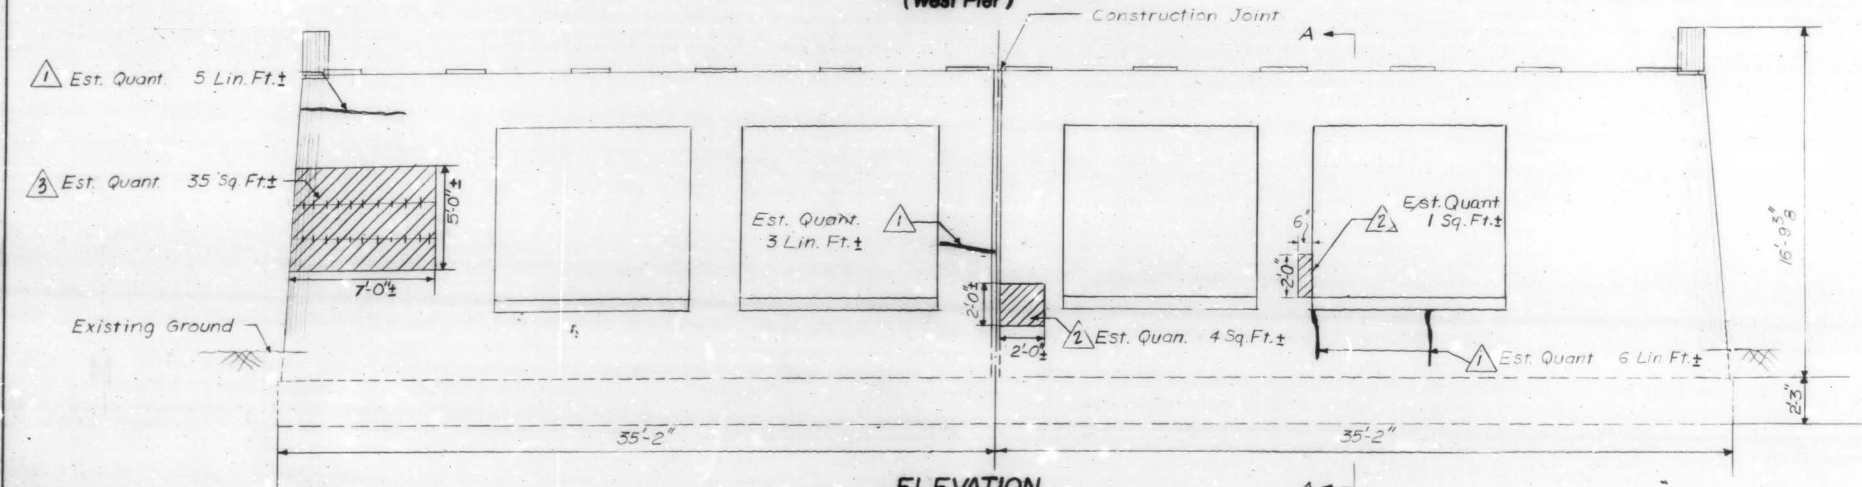 (West Pier)
Construction Joint
A
1 Est. Quant. 5 Lin. Ft.±
3 Est. Quant. 35 Sq. Ft.±
5'-0"±
7'-0"±
Est. Quant.
3 Lin. Ft.±
1
6"
2
Est. Quant
1 Sq. Ft.±
2'-0"
2'-0"±
2'-0"±
2 Est. Quan. 4 Sq. Ft.±
Existing Ground
1 Est. Quant 6 Lin. Ft.±
16'-9 3/8"
2'-3"
35'-2"
35'-2"
ELEVATION
A